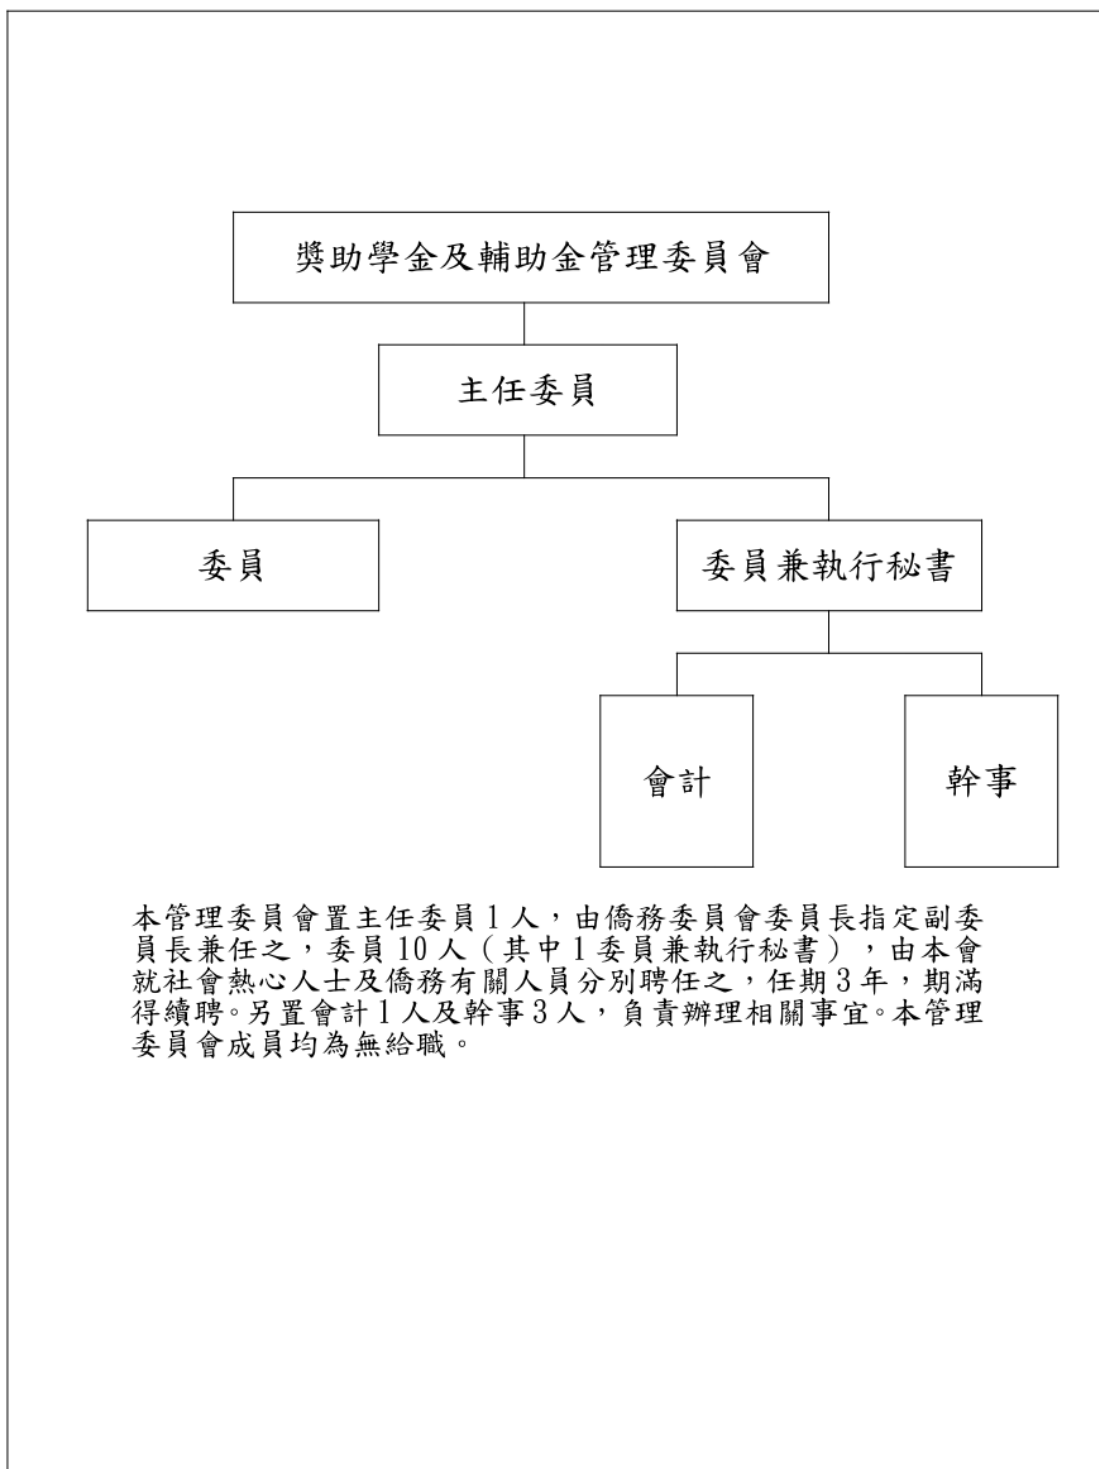 獎助學金及輔助金管理委員會
主任委員
委員
委員兼執行秘書
會計
幹事
本管理委員會置主任委員1人，由僑務委員會委員長指定副委
員長兼任之，委員10人（其中1委員兼執行秘書），由本會
就社會熱心人士及僑務有關人員分別聘任之，任期3年，期滿
得續聘。另置會計1人及幹事3人，負責辦理相關事宜。本管理
委員會成員均為無給職。